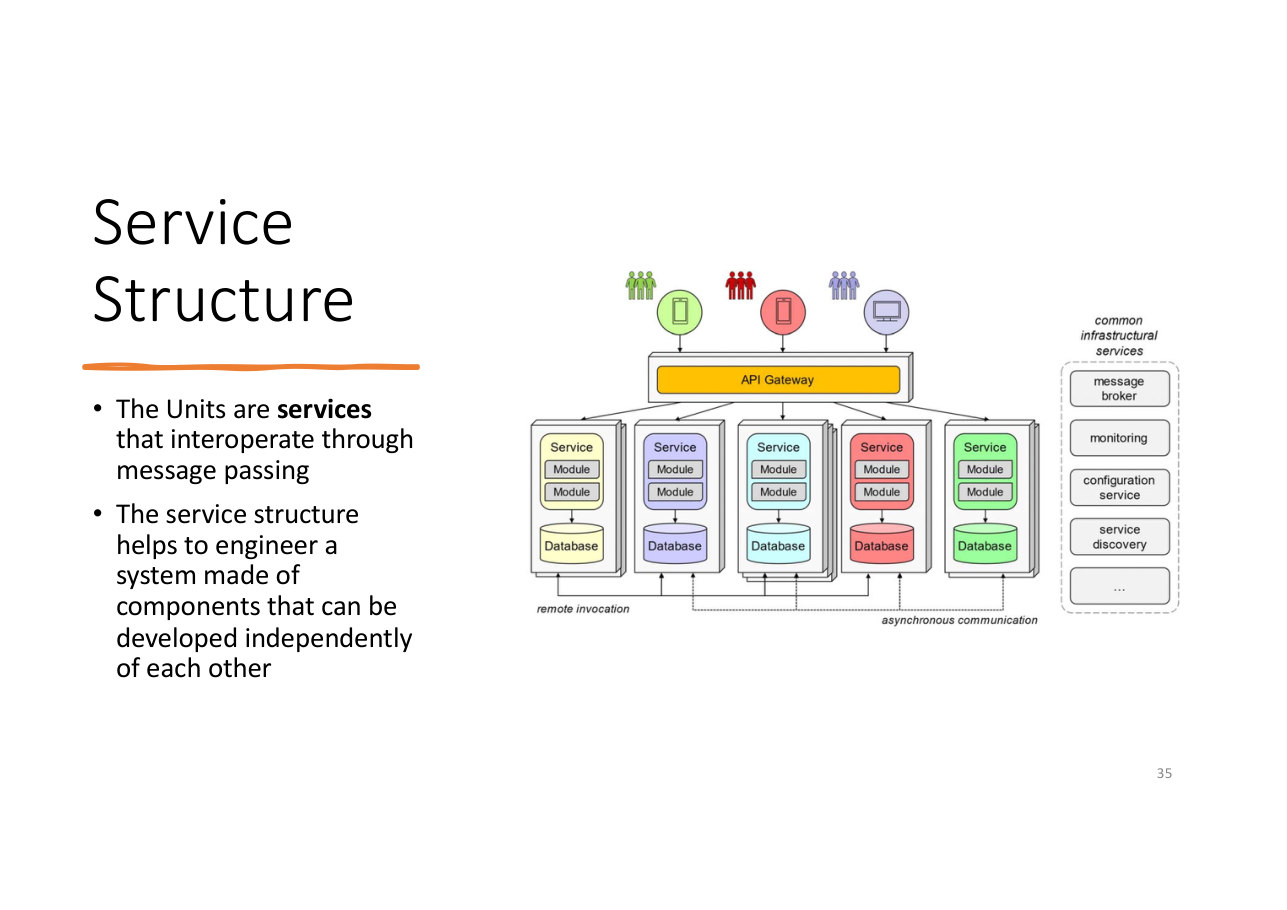 Service
Structure
• The Units are services
that interoperate through
message passing
• The service structure
helps to engineer a
system made of
components that can be
developed independently
of each other
API Gateway
Service
Module
Module
Database
Service
Module
Module
Database
Service
Module
Module
Database
Service
Module
Module
Database
Service
Module
Module
Database
remote invocation
asynchronous communication
common
infrastructural
services
message
broker
monitoring
configuration
service
service
discovery
...
35